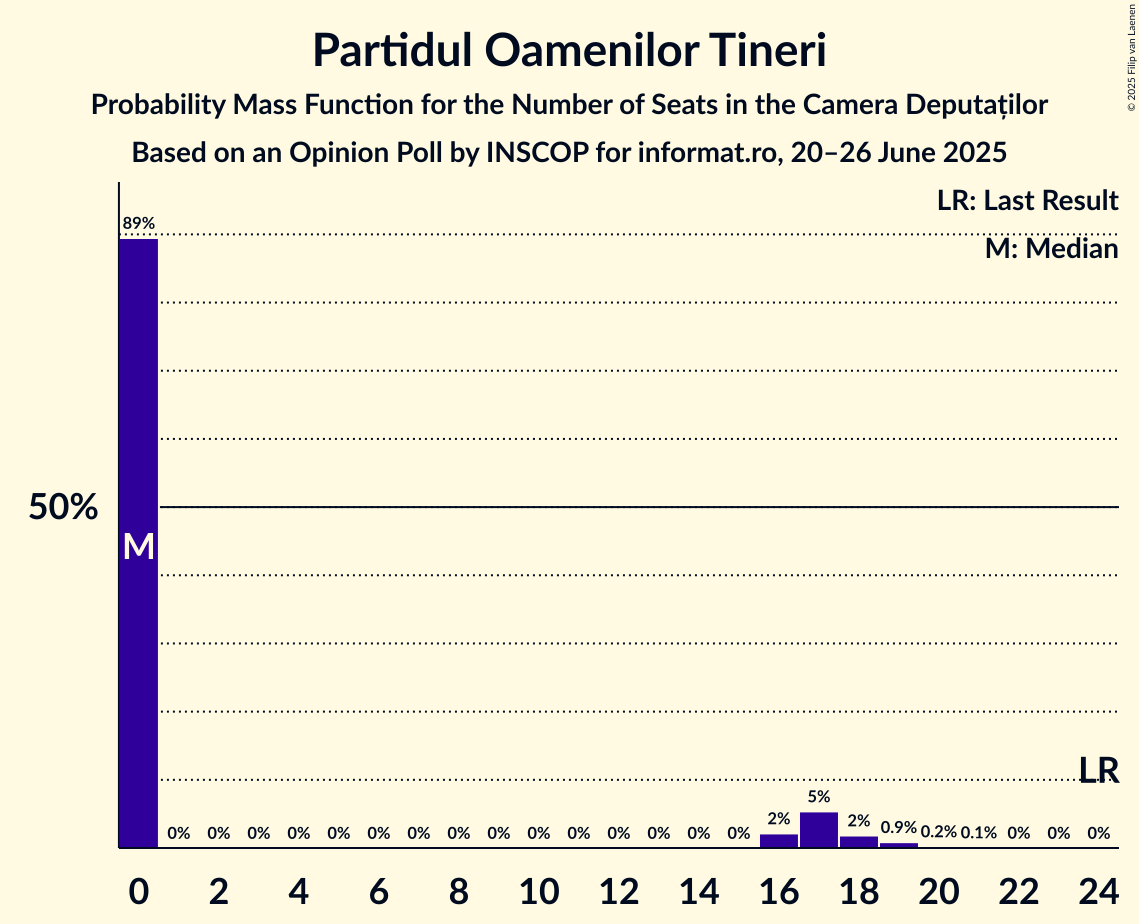 Partidul Oamenilor Tineri
Probability Mass Function for the Number of Seats in the Camera Deputaților
Based on an Opinion Poll by INSCOP for informat.ro, 20–26 June 2025
© 2025 Filip van Laenen
LR: Last Result
M: Median
89%
50%
M
LR
0% 0% 0% 0% 0% 0% 0% 0% 0% 0% 0% 0% 0% 0% 0% 2% 5% 2% 0.9% 0.2% 0.1% 0% 0% 0%
0 2 4 6 8 10 12 14 16 18 20 22 24